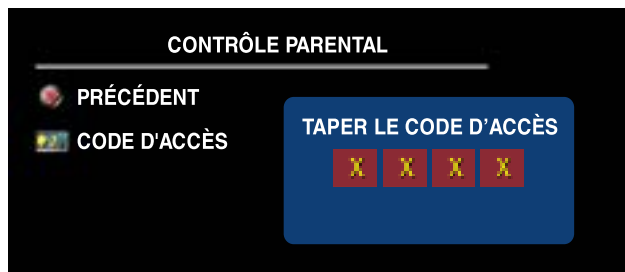 CONTRÔLE PARENTAL
PRÉCÉDENT
CODE D'ACCÈS
TAPER LE CODE D’ACCÈS
X X X X